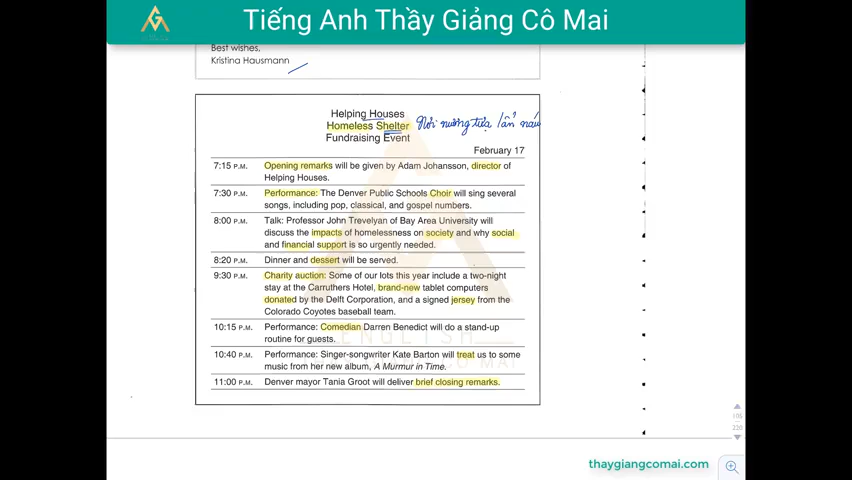 Tiếng Anh Thầy Giảng Cô Mai
Best wishes,
Kristina Hausmann
Helping Houses
Homeless Shelter Nơi nương tựa lẩn náu
Fundraising Event
February 17
7:15 P.M. Opening remarks will be given by Adam Johansson, director of
Helping Houses.
7:30 P.M. Performance: The Denver Public Schools Choir will sing several
songs, including pop, classical, and gospel numbers.
8:00 P.M. Talk: Professor John Trevelyan of Bay Area University will
discuss the impacts of homelessness on society and why social
and financial support is so urgently needed.
8:20 P.M. Dinner and dessert will be served.
9:30 P.M. Charity auction: Some of our lots this year include a two-night
stay at the Carruthers Hotel, brand-new tablet computers
donated by the Delft Corporation, and a signed jersey from the
Colorado Coyotes baseball team.
10:15 P.M. Performance: Comedian Darren Benedict will do a stand-up
routine for guests.
10:40 P.M. Performance: Singer-songwriter Kate Barton will treat us to some
music from her new album, A Murmur in Time.
11:00 P.M. Denver mayor Tania Groot will deliver brief closing remarks.
105
220
thaygiangcomai.com